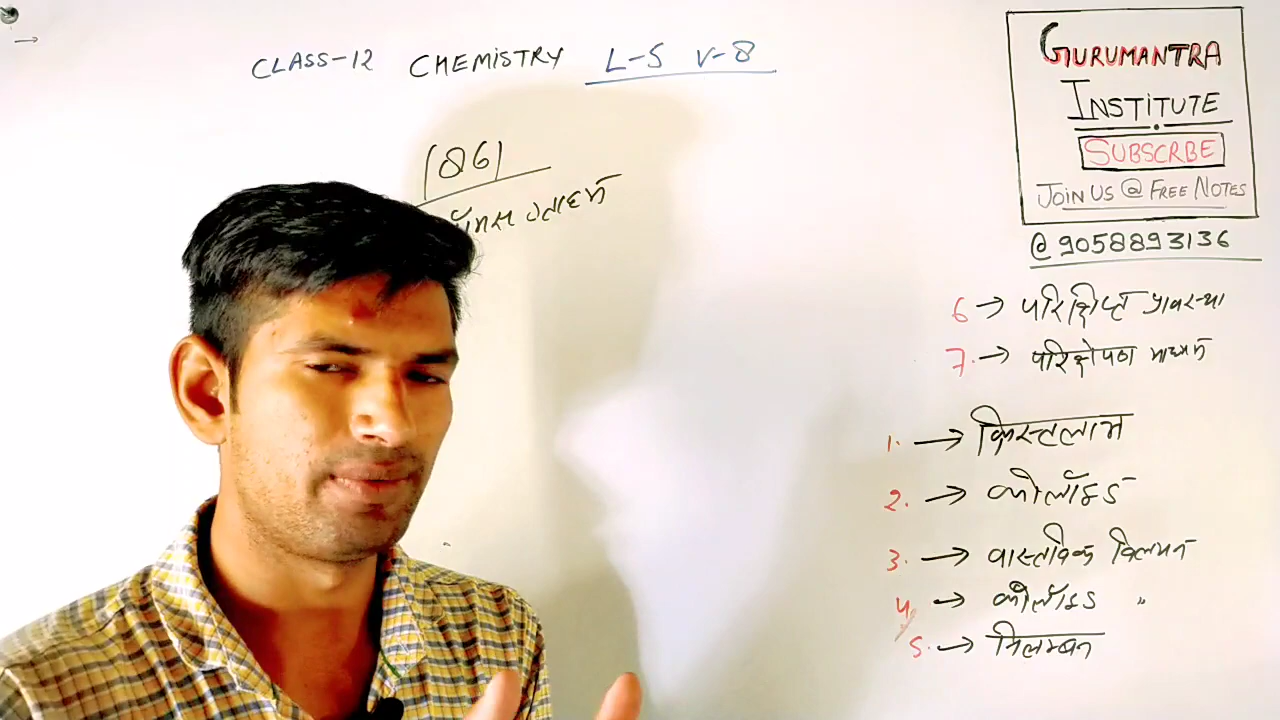 CLASS-12 CHEMISTRY L-5 V-8
GURUMANTRA
INSTITUTE
SUBSCRBE
JOIN US @ FREE NOTES
@ 9058893136
(86)
6 → परिक्षिप्त प्रावस्था
7. → परिक्षेपण माध्यम
1. → क्रिस्टलाभ
2. → कोलॉइड
3. → वास्तविक विलयन
4. → कोलॉइड "
5. → निलम्बन